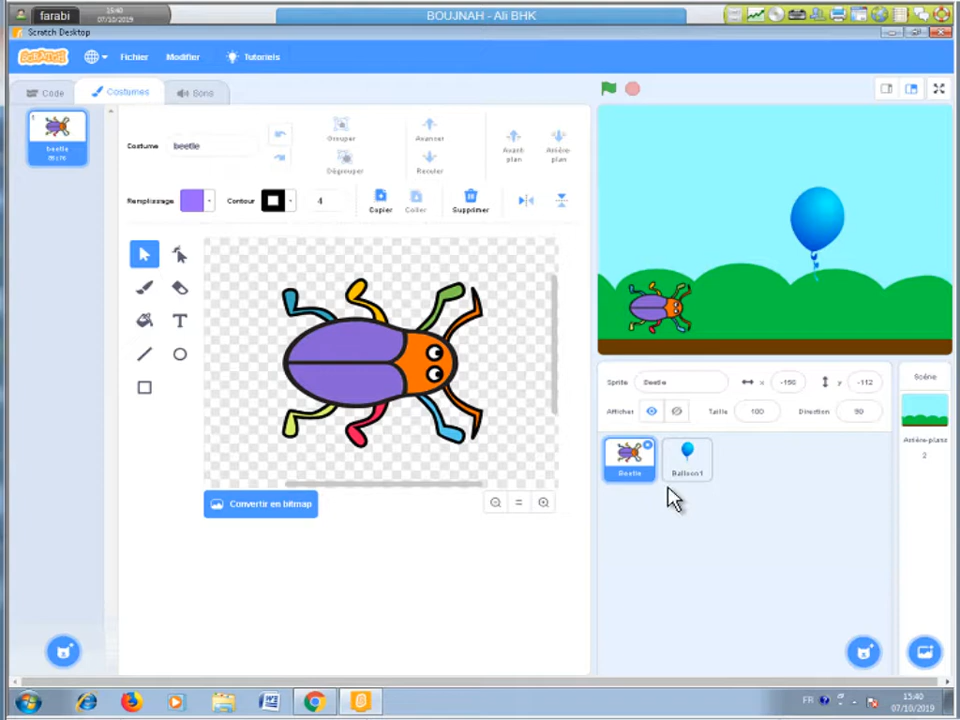 farabi
15:40
07/10/2019
BOUJNAH - Ali BHK
Scratch Desktop
SCRATCH
Fichier
Modifier
Tutoriels
Code
Costumes
Sons
1
beetle
Costume
beetle
Grouper
Dégrouper
Avancer
Reculer
Avant-plan
Arrière-plan
Remplissage
Contour
4
Copier
Coller
Supprimer
Convertir en bitmap
Sprite
Beetle
x
-156
y
-112
Afficher
Taille
100
Direction
90
Beetle
Balloon1
Scène
Arrière-plans
2
FR
15:40
07/10/2019